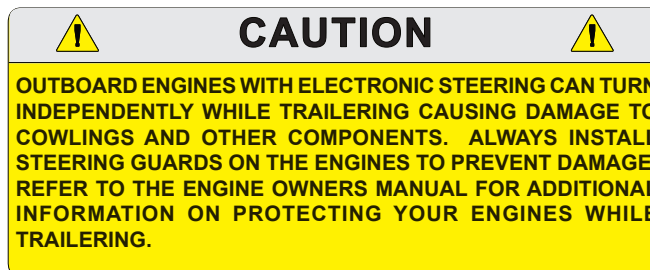 CAUTION
OUTBOARD ENGINES WITH ELECTRONIC STEERING CAN TURN
INDEPENDENTLY WHILE TRAILERING CAUSING DAMAGE TO
COWLINGS AND OTHER COMPONENTS. ALWAYS INSTALL
STEERING GUARDS ON THE ENGINES TO PREVENT DAMAGE
REFER TO THE ENGINE OWNERS MANUAL FOR ADDITIONAL
INFORMATION ON PROTECTING YOUR ENGINES WHILE
TRAILERING.